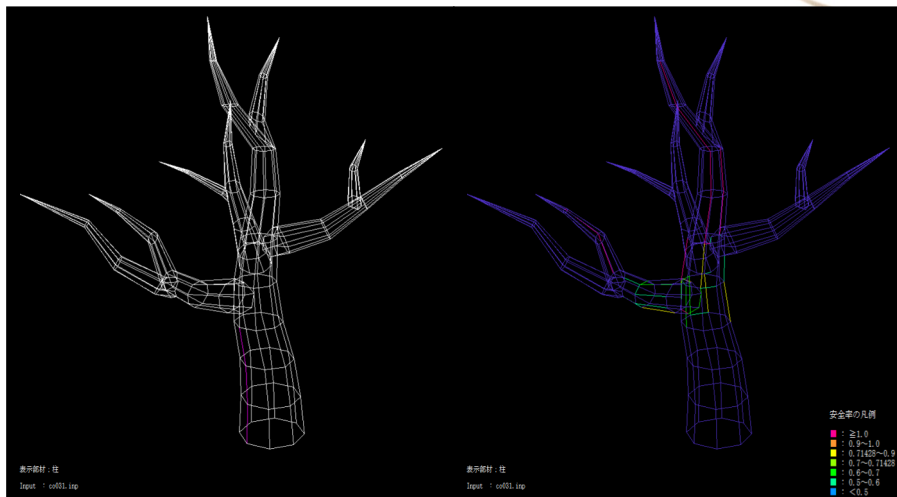 表示部材：柱
Input ：co031.inp
表示部材：柱
Input ：co031.inp
安全率の凡例
：≧1.0
：0.9～1.0
：0.71428～0.9
：0.7～0.71428
：0.6～0.7
：0.5～0.6
：＜0.5